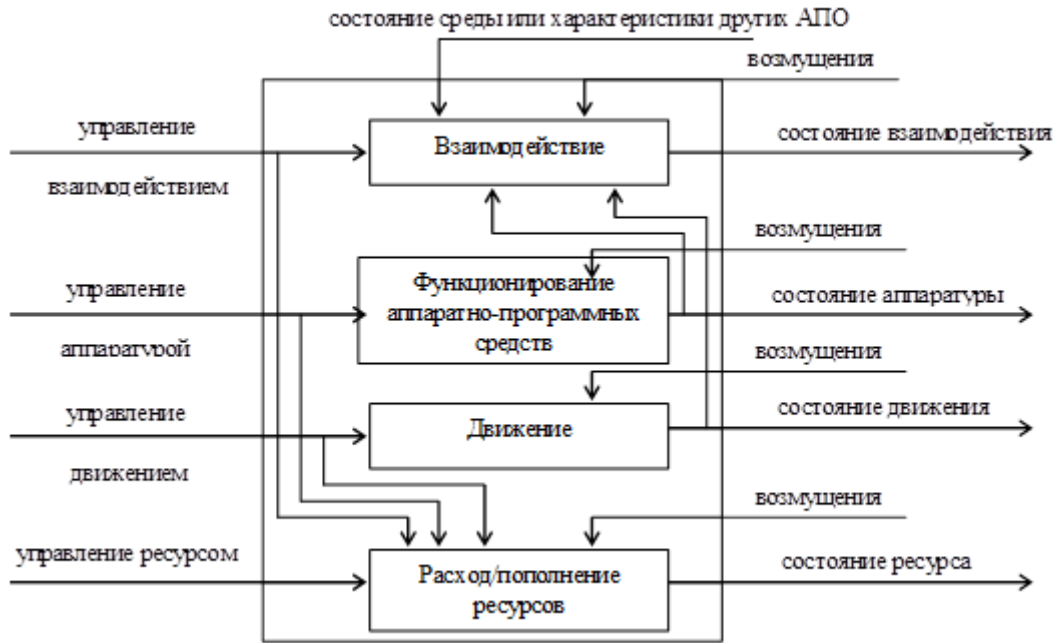 состояние среды или характеристики других АПО
возмущения
управление
Взаимодействие
состояние взаимодействия
взаимодействием
возмущения
управление
Функционирование
аппаратно-программных
средств
состояние аппаратуры
аппаратурой
возмущения
управление
Движение
состояние движения
движением
возмущения
управление ресурсом
Расход/пополнение
ресурсов
состояние ресурса